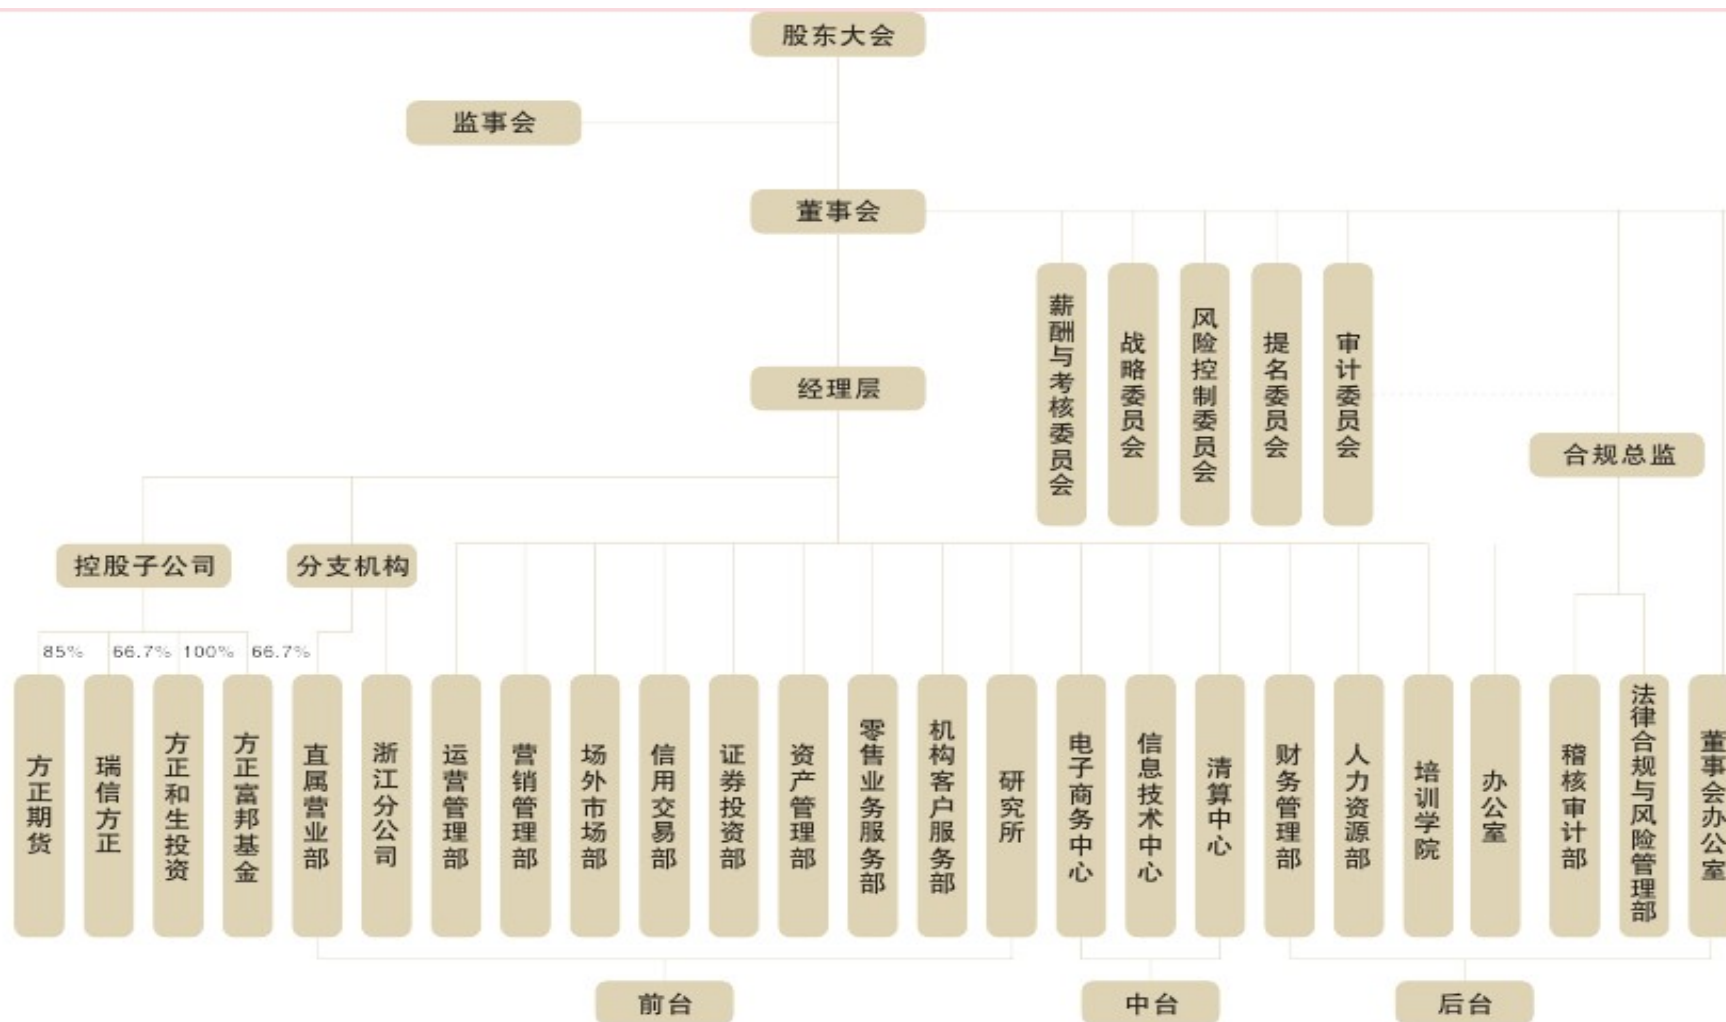 股东大会
监事会
董事会
薪酬与考核委员会
战略委员会
风险控制委员会
提名委员会
审计委员会
经理层
合规总监
控股子公司
分支机构
85%
66.7%
100%
66.7%
方正期货
瑞信方正
方正和生投资
方正富邦基金
直属营业部
浙江分公司
运营管理部
营销管理部
场外市场部
信用交易部
证券投资部
资产管理部
零售业务服务部
机构客户服务部
研究所
电子商务中心
信息技术中心
清算中心
财务管理部
人力资源部
培训学院
办公室
稽核审计部
法律合规与风险管理部
董事会办公室
前台
中台
后台